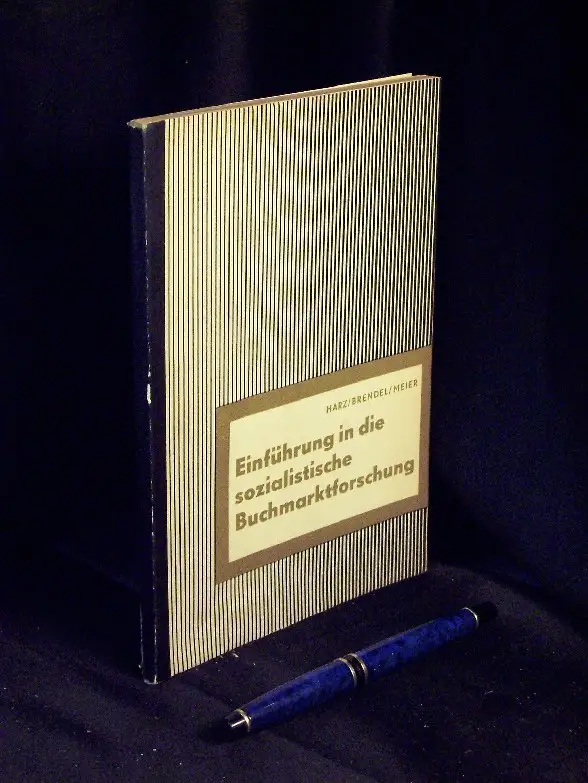 HARZ/BRENDEL/MEIER
Einführung in die
sozialistische
Buchmarktforschung